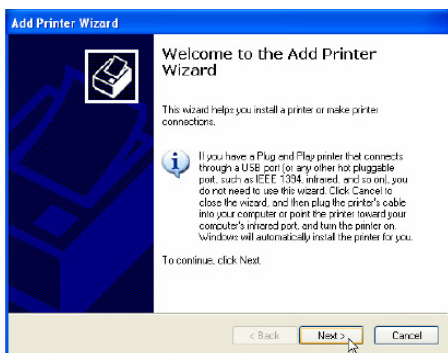 Add Printer Wizard
Welcome to the Add Printer
Wizard
This wizard helps you install a printer or make printer
connections.
If you have a Plug and Play printer that connects
through a USB port (or any other hot pluggable
port, such as IEEE 1394, infrared, and so on), you
do not need to use this wizard. Click Cancel to
close the wizard, and then plug the printer's cable
into your computer or point the printer toward your
computer's infrared port, and turn the printer on.
Windows will automatically install the printer for you.
To continue, click Next.
< Back Next > Cancel